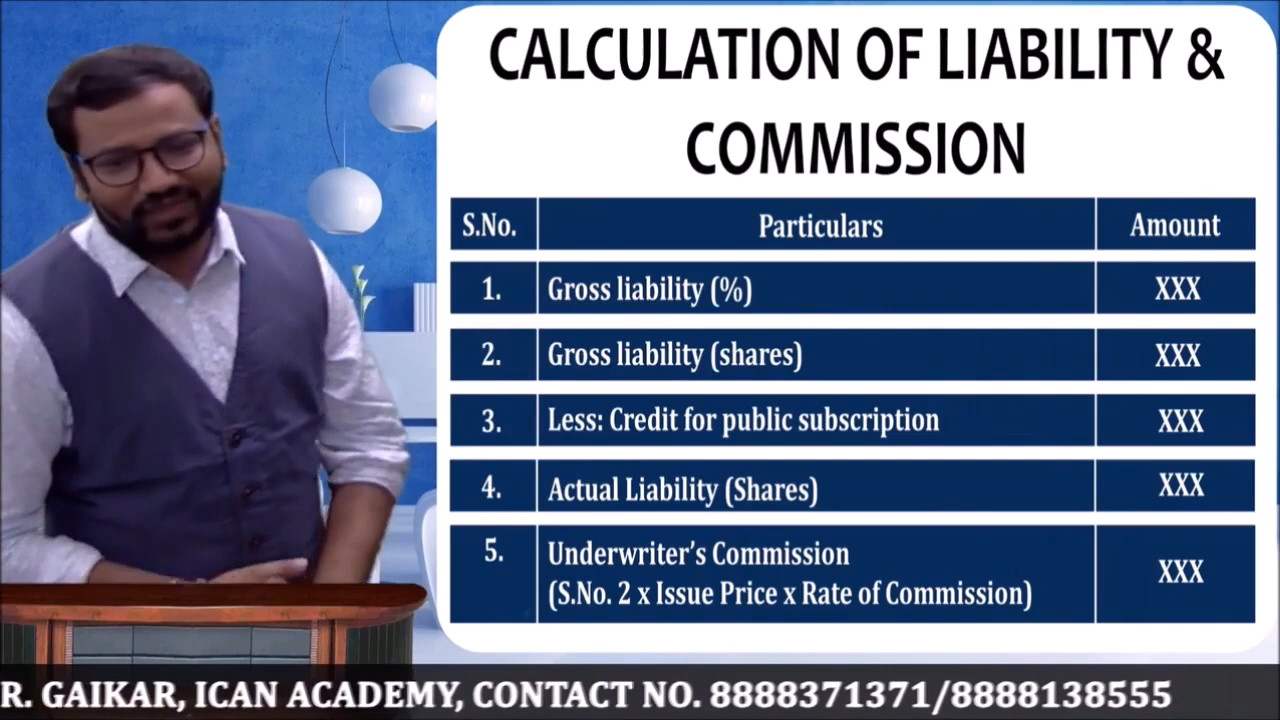 CALCULATION OF LIABILITY &
COMMISSION
S.No. Particulars Amount
1. Gross liability (%) XXX
2. Gross liability (shares) XXX
3. Less: Credit for public subscription XXX
4. Actual Liability (Shares) XXX
5. Underwriter’s Commission
(S.No. 2 x Issue Price x Rate of Commission) XXX
R. GAIKAR, ICAN ACADEMY, CONTACT NO. 8888371371/8888138555